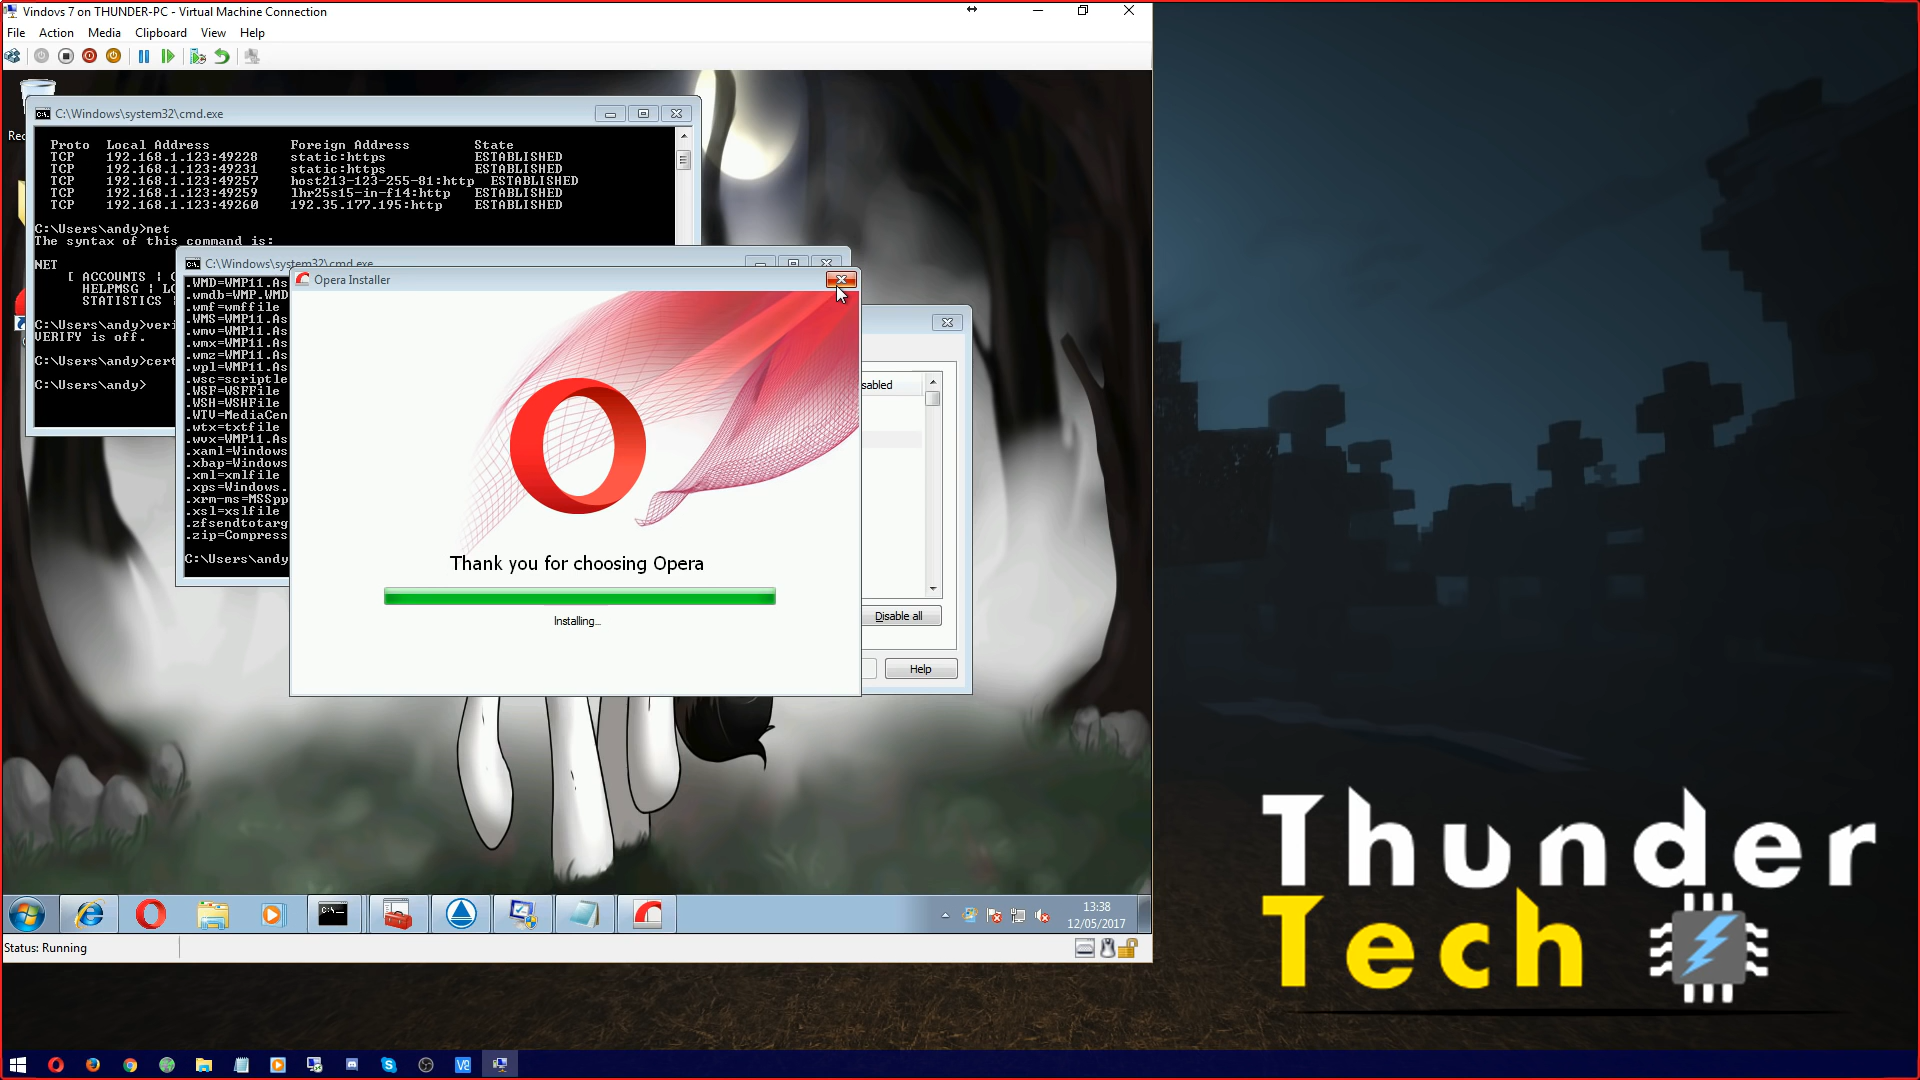 Vindovs 7 on THUNDER-PC - Virtual Machine Connection
File Action Media Clipboard View Help
C:\Windows\system32\cmd.exe
Proto Local Address Foreign Address State
TCP 192.168.1.123:49228 static:https ESTABLISHED
TCP 192.168.1.123:49231 static:https ESTABLISHED
TCP 192.168.1.123:49257 host213-123-255-81:http ESTABLISHED
TCP 192.168.1.123:49259 lhr25s15-in-f14:http ESTABLISHED
TCP 192.168.1.123:49260 192.35.177.195:http ESTABLISHED
C:\Users\andy>net
The syntax of this command is:
NET
[ ACCOUNTS |
HELPMSG |
STATISTICS |
C:\Users\andy>veri
VERIFY is off.
C:\Users\andy>cert
C:\Users\andy>
C:\Windows\system32\cmd.exe
.WMD=WMP11.As
.wmdb=WMP.WMD
.wmf=wmffile
.WMS=WMP11.As
.wmv=WMP11.As
.wmx=WMP11.As
.wmz=WMP11.As
.wpl=WMP11.As
.wsc=scriptle
.WSF=WSFFile
.WSH=WSHFile
.WTV=MediaCen
.wtx=txtfile
.wvx=WMP11.As
.xaml=Windows
.xbap=Windows
.xml=xmlfile
.xps=Windows.
.xrm-ms=MSSpp
.xsl=xslfile
.zfsendtotarg
.zip=Compress
C:\Users\andy
Opera Installer
Thank you for choosing Opera
Installing...
sabled
Disable all
Help
13:38
12/05/2017
Status: Running
Thunder
Tech